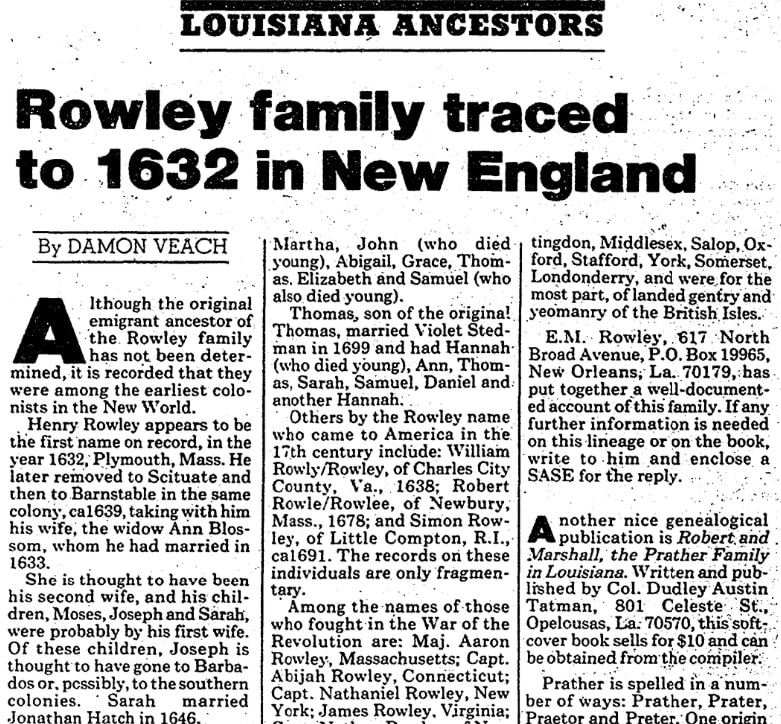 LOUISIANA ANCESTORS
Rowley family traced
to 1632 in New England
By DAMON VEACH
Although the original
emigrant ancestor of
the Rowley family
has not been deter-
mined, it is recorded that they
were among the earliest colo-
nists in the New World.
Henry Rowley appears to be
the first name on record, in the
year 1632, Plymouth, Mass. He
later removed to Scituate and
then to Barnstable in the same
colony, ca1639, taking with him
his wife, the widow Ann Blos-
som, whom he had married in
1633.
She is thought to have been
his second wife, and his chil-
dren, Moses, Joseph and Sarah,
were probably by his first wife.
Of these children, Joseph is
thought to have gone to Barba-
dos or, possibly, to the southern
colonies. Sarah married
Jonathan Hatch in 1646.
Martha, John (who died
young), Abigail, Grace, Thom-
as, Elizabeth and Samuel (who
also died young).
Thomas, son of the original
Thomas, married Violet Sted-
man in 1699 and had Hannah
(who died young), Ann, Thom-
as, Sarah, Samuel, Daniel and
another Hannah.
Others by the Rowley name
who came to America in the
17th century include: William
Rowly/Rowley, of Charles City
County, Va., 1638; Robert
Rowle/Rowlee, of Newbury,
Mass., 1678; and Simon Row-
ley, of Little Compton, R.I.,
ca1691. The records on these
individuals are only fragmen-
tary.
Among the names of those
who fought in the War of the
Revolution are: Maj. Aaron
Rowley, Massachusetts; Capt.
Abijah Rowley, Connecticut;
Capt. Nathaniel Rowley, New
York; James Rowley, Virginia;
tingdon, Middlesex, Salop, Ox-
ford, Stafford, York, Somerset,
Londonderry, and were for the
most part, of landed gentry and
yeomanry of the British Isles.
E.M. Rowley, 617 North
Broad Avenue, P.O. Box 19965,
New Orleans, La. 70179, has
put together a well-document-
ed account of this family. If any
further information is needed
on this lineage or on the book,
write to him and enclose a
SASE for the reply.
Another nice genealogical
publication is Robert and
Marshall, the Prather Family
in Louisiana. Written and pub-
lished by Col. Dudley Austin
Tatman, 801 Celeste St.,
Opelousas, La. 70570, this soft-
cover book sells for $10 and can
be obtained from the compiler.
Prather is spelled in a num-
ber of ways: Prather, Prater,
Praetor and Preter. One origi-